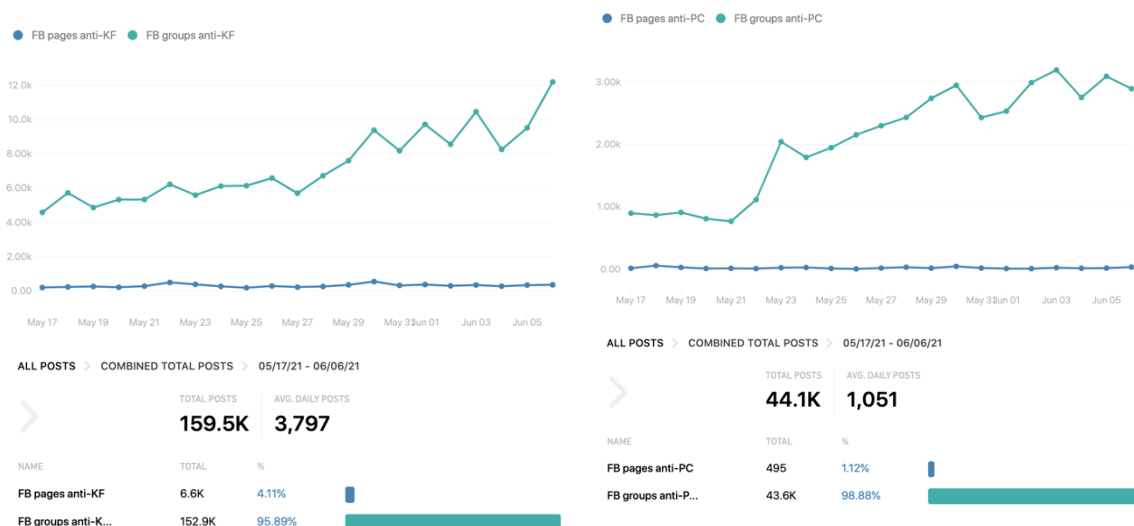 FB pages anti-KF FB groups anti-KF
12.0k
10.0k
8.00k
6.00k
4.00k
2.00k
0.00
May 17 May 19 May 21 May 23 May 25 May 27 May 29 May 31 Jun 01 Jun 03 Jun 05
ALL POSTS COMBINED TOTAL POSTS 05/17/21 - 06/06/21
TOTAL POSTS AVG. DAILY POSTS
159.5K 3,797
NAME TOTAL %
FB pages anti-KF 6.6K 4.11%
FB groups anti-K... 152.9K 95.89%
FB pages anti-PC FB groups anti-PC
3.00k
2.00k
1.00k
0.00
May 17 May 19 May 21 May 23 May 25 May 27 May 29 May 31 Jun 01 Jun 03 Jun 05
ALL POSTS COMBINED TOTAL POSTS 05/17/21 - 06/06/21
TOTAL POSTS AVG. DAILY POSTS
44.1K 1,051
NAME TOTAL %
FB pages anti-PC 495 1.12%
FB groups anti-P... 43.6K 98.88%